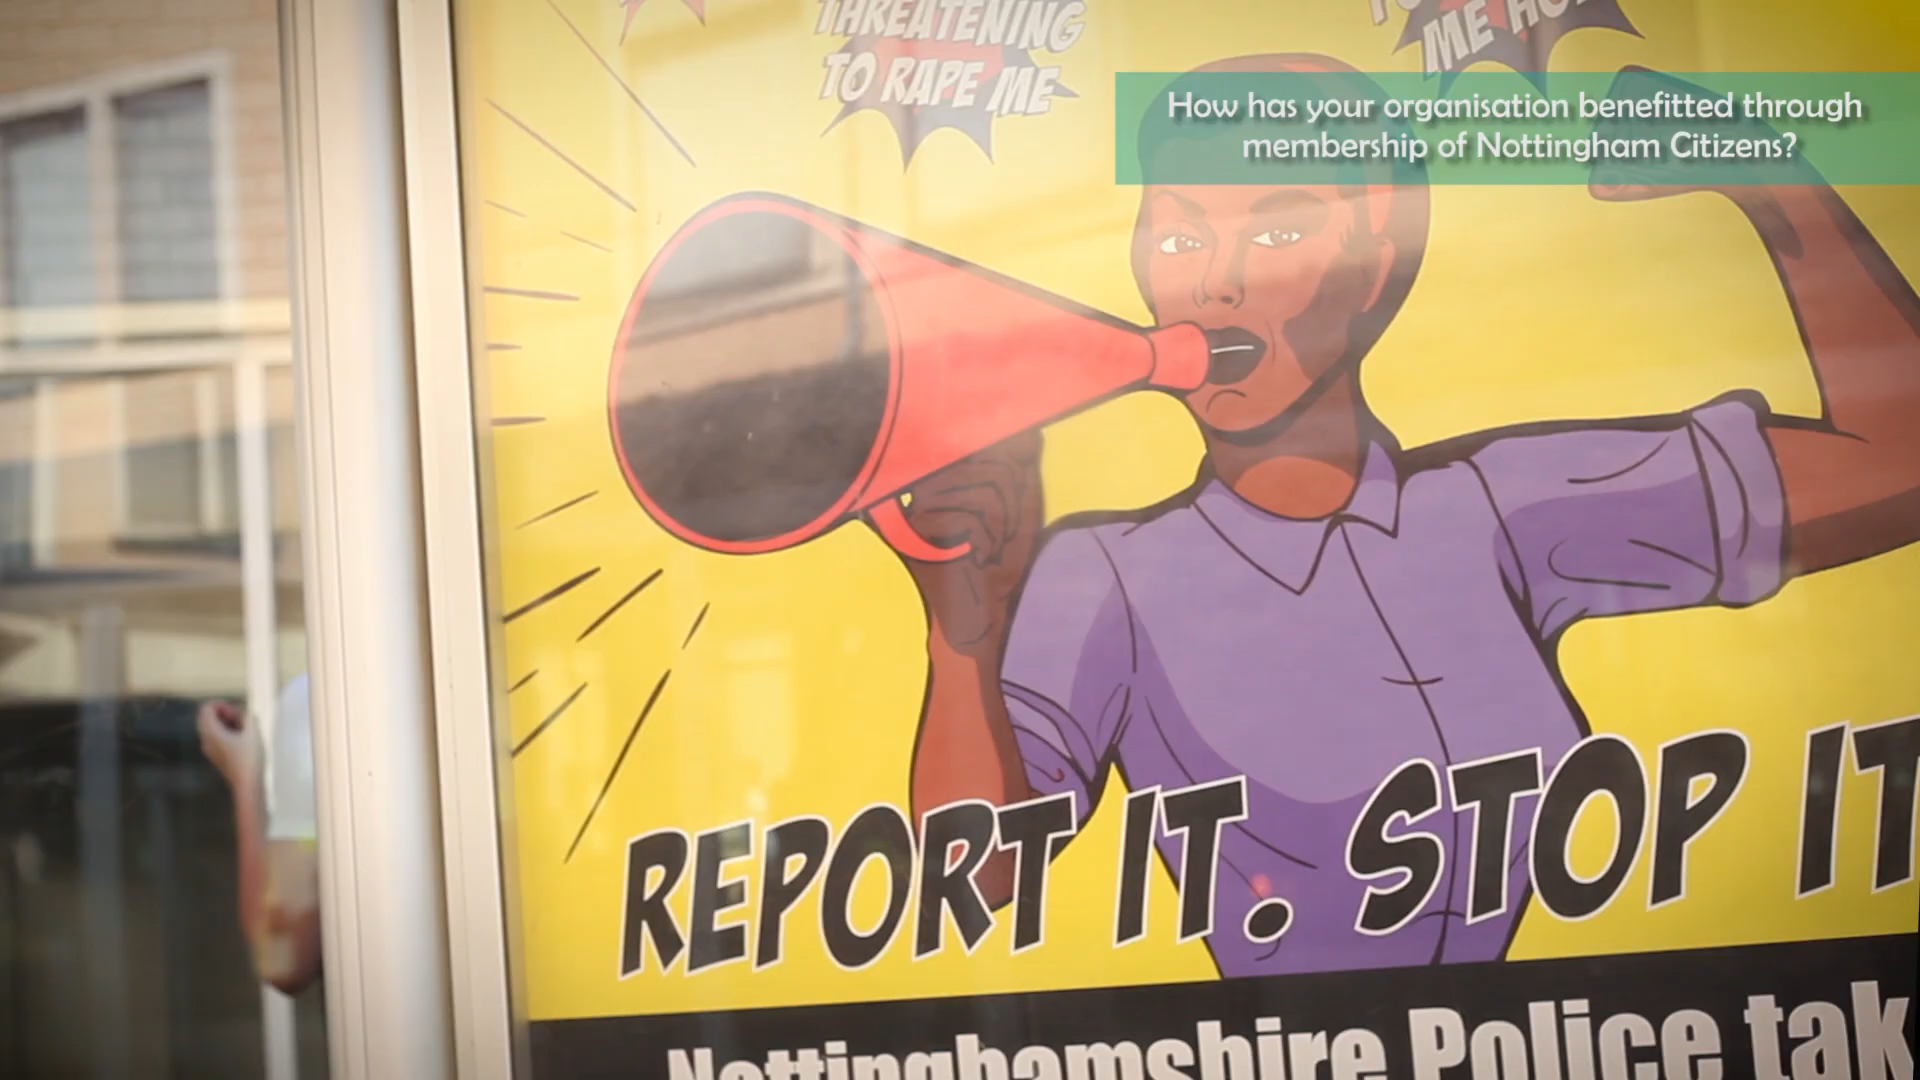 THREATENING
TO RAPE ME
ME
How has your organisation benefitted through
membership of Nottingham Citizens?
REPORT IT. STOP IT
Nottinghamshire Police tak